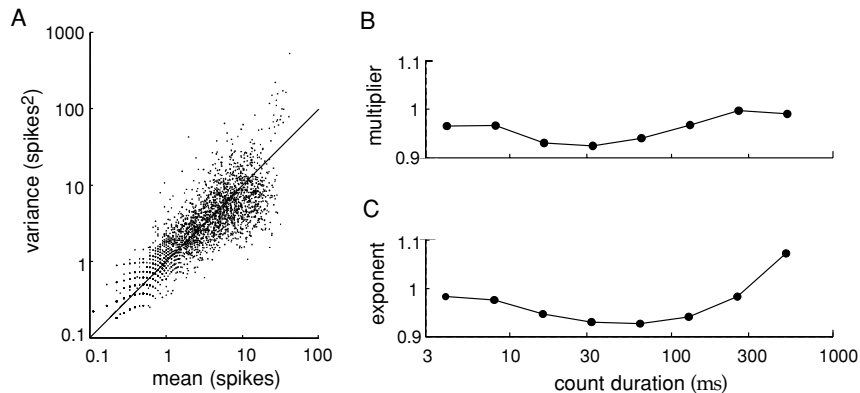 A
1000
100
10
1
0.1
variance (spikes2)
0.1 1 10 100
mean (spikes)
B
1.1
1
0.9
multiplier
C
1.1
1
0.9
exponent
3 10 30 100 300 1000
count duration (ms)